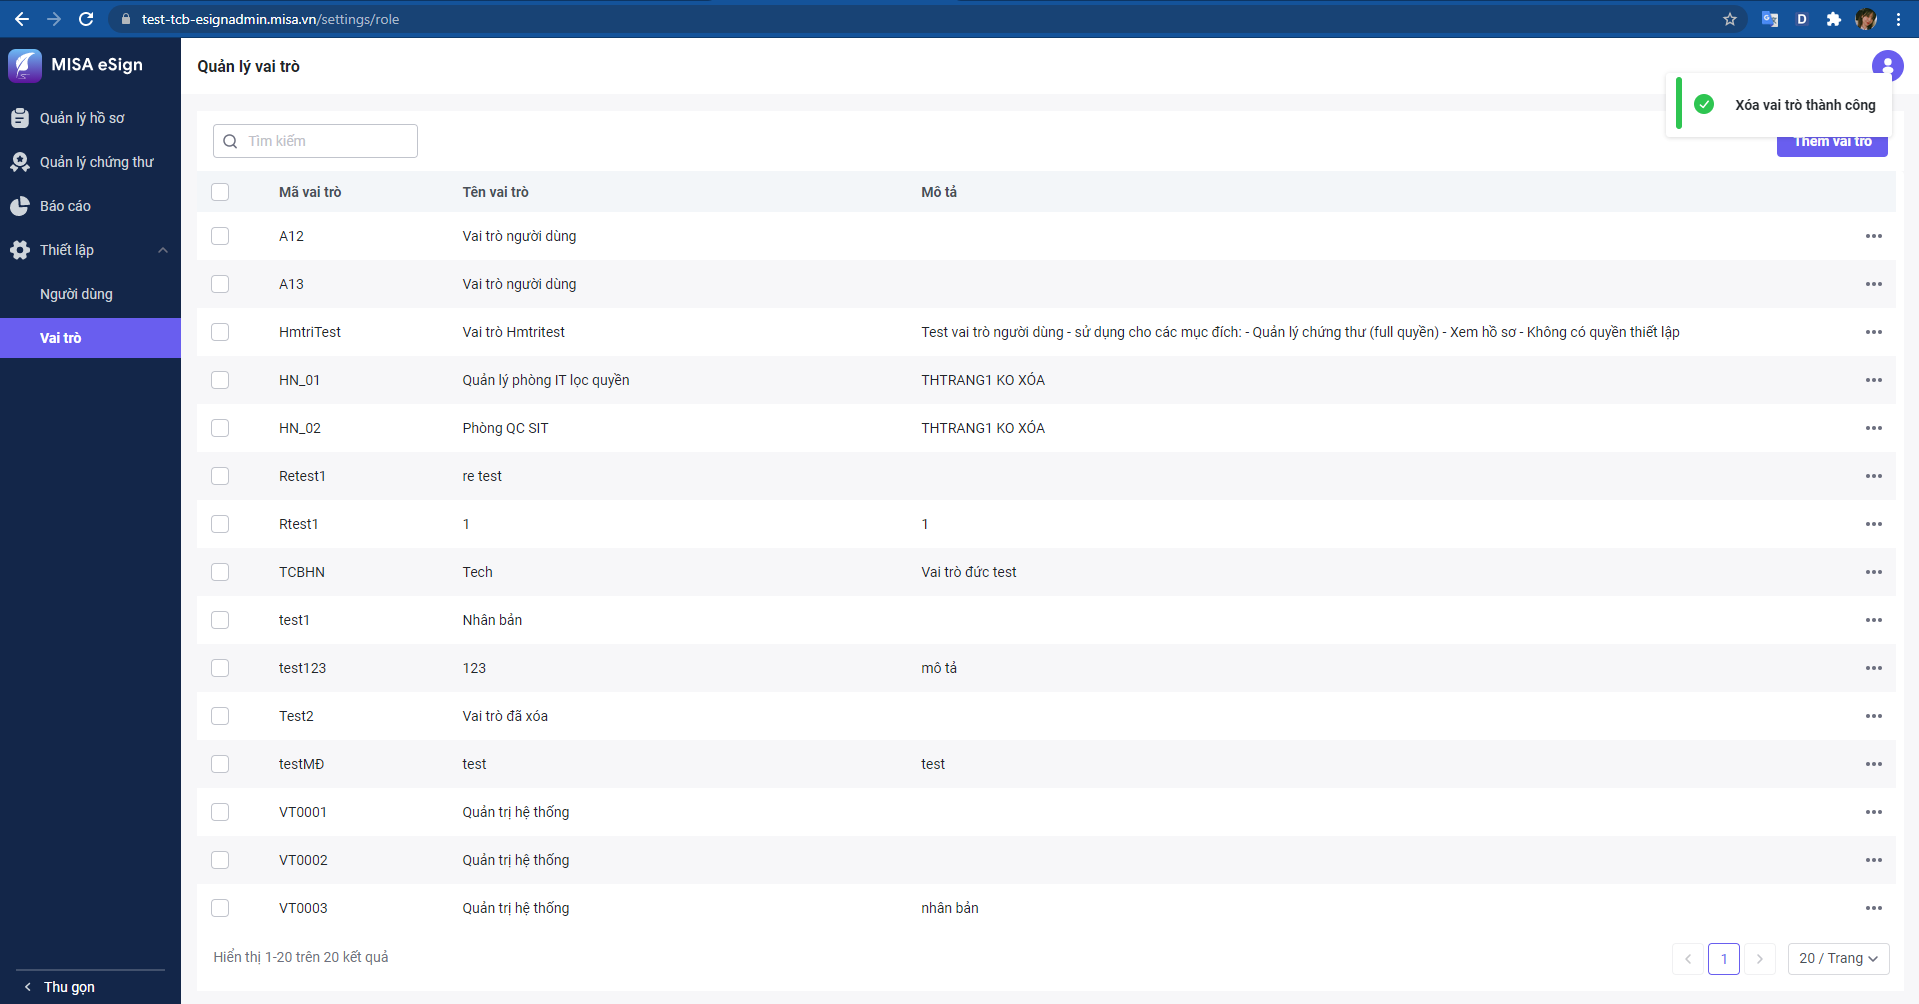 test-tcb-esignadmin.misa.vn/settings/role
MISA eSign
Quản lý vai trò
Xóa vai trò thành công
Quản lý hồ sơ
Quản lý chứng thư
Báo cáo
Thiết lập
Người dùng
Vai trò
Tìm kiếm
Thêm vai trò
Mã vai trò Tên vai trò Mô tả
A12 Vai trò người dùng
A13 Vai trò người dùng
HmtriTest Vai trò Hmtritest Test vai trò người dùng - sử dụng cho các mục đích: - Quản lý chứng thư (full quyền) - Xem hồ sơ - Không có quyền thiết lập
HN_01 Quản lý phòng IT lọc quyền THTRANG1 KO XÓA
HN_02 Phòng QC SIT THTRANG1 KO XÓA
Retest1 re test
Rtest1 1 1
TCBHN Tech Vai trò đức test
test1 Nhân bản
test123 123 mô tả
Test2 Vai trò đã xóa
testMĐ test test
VT0001 Quản trị hệ thống
VT0002 Quản trị hệ thống
VT0003 Quản trị hệ thống nhân bản
Hiển thị 1-20 trên 20 kết quả
1
20 / Trang
Thu gọn